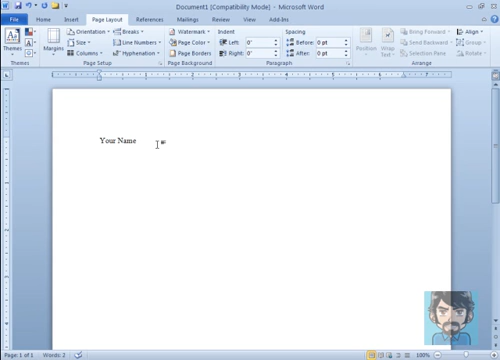 Document1 [Compatibility Mode] - Microsoft Word
File Home Insert Page Layout References Mailings Review View Add-Ins
Themes
Themes
Margins
Orientation
Size
Columns
Breaks
Line Numbers
Hyphenation
Page Setup
Watermark
Page Color
Page Borders
Page Background
Indent
Left: 0"
Right: 0"
Spacing
Before: 0 pt
After: 0 pt
Paragraph
Position
Wrap Text
Bring Forward
Send Backward
Selection Pane
Align
Group
Rotate
Arrange
Your Name
Page: 1 of 1 Words: 2 100%